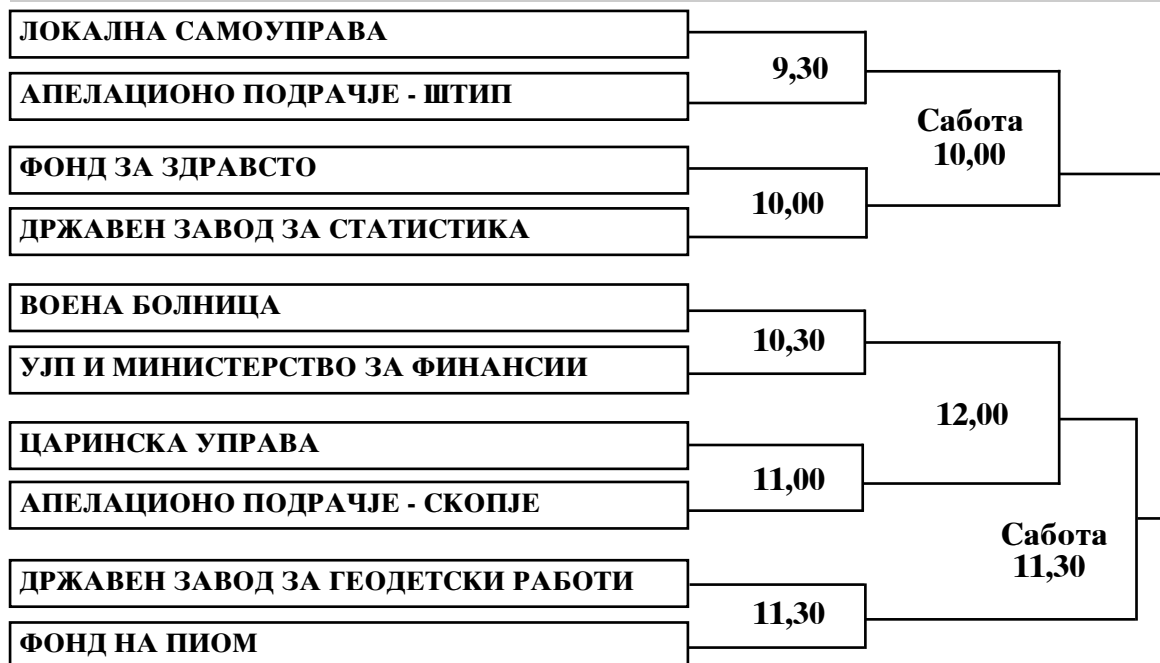 ЛОКАЛНА САМОУПРАВА
9,30
АПЕЛАЦИОНО ПОДРАЧЈЕ - ШТИП
Сабота
10,00
ФОНД ЗА ЗДРАВСТО
10,00
ДРЖАВЕН ЗАВОД ЗА СТАТИСТИКА
ВОЕНА БОЛНИЦА
10,30
УЈП И МИНИСТЕРСТВО ЗА ФИНАНСИИ
12,00
ЦАРИНСКА УПРАВА
11,00
АПЕЛАЦИОНО ПОДРАЧЈЕ - СКОПЈЕ
Сабота
11,30
ДРЖАВЕН ЗАВОД ЗА ГЕОДЕТСКИ РАБОТИ
11,30
ФОНД НА ПИОМ